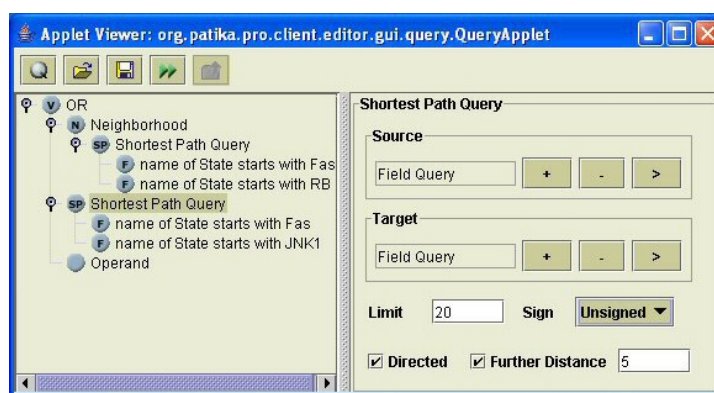 Applet Viewer: org.patika.pro.client.editor.gui.query.QueryApplet
V OR
N Neighborhood
SP Shortest Path Query
F name of State starts with Fas
F name of State starts with RB
SP Shortest Path Query
F name of State starts with Fas
F name of State starts with JNK1
Operand
Shortest Path Query
Source
Field Query + - >
Target
Field Query + - >
Limit 20 Sign Unsigned
Directed Further Distance 5